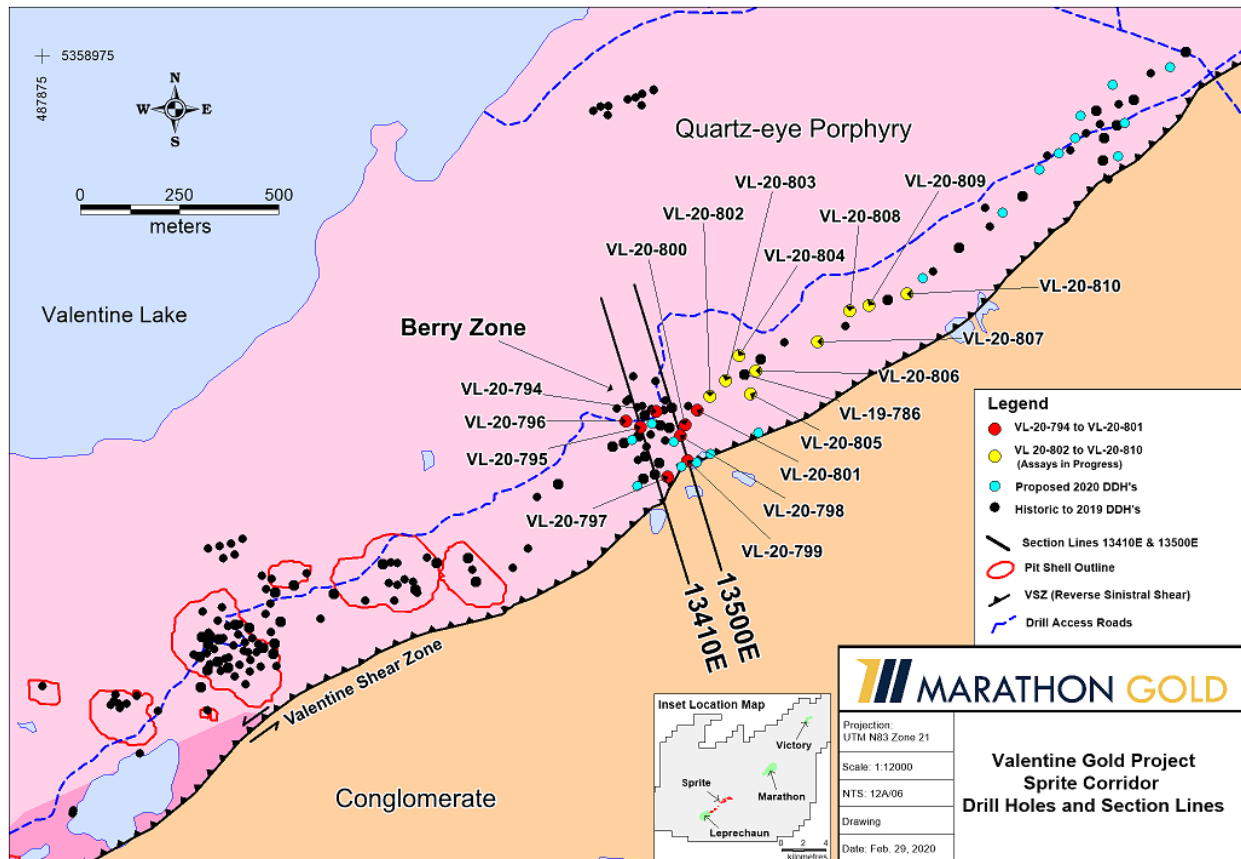 5358975
487875
N
W E
S
0 250 500
meters
Quartz-eye Porphyry
VL-20-803
VL-20-809
VL-20-802
VL-20-808
VL-20-800
VL-20-804
VL-20-810
Valentine Lake
Berry Zone
VL-20-807
VL-20-794
VL-20-806
VL-20-796
VL-19-786
VL-20-805
VL-20-795
VL-20-801
VL-20-797
VL-20-798
VL-20-799
13410E
13500E
Valentine Shear Zone
Conglomerate
Legend
VL-20-794 to VL-20-801
VL 20-802 to VL-20-810
(Assays in Progress)
Proposed 2020 DDH's
Historic to 2019 DDH's
Section Lines 13410E & 13500E
Pit Shell Outline
VSZ (Reverse Sinistral Shear)
Drill Access Roads
Inset Location Map
Victory
Sprite
Marathon
Leprechaun
0 2 4
kilometres
MARATHON GOLD
Projection:
UTM N83 Zone 21
Scale: 1:12000
NTS: 12A/06
Drawing
Date: Feb. 29, 2020
Valentine Gold Project
Sprite Corridor
Drill Holes and Section Lines